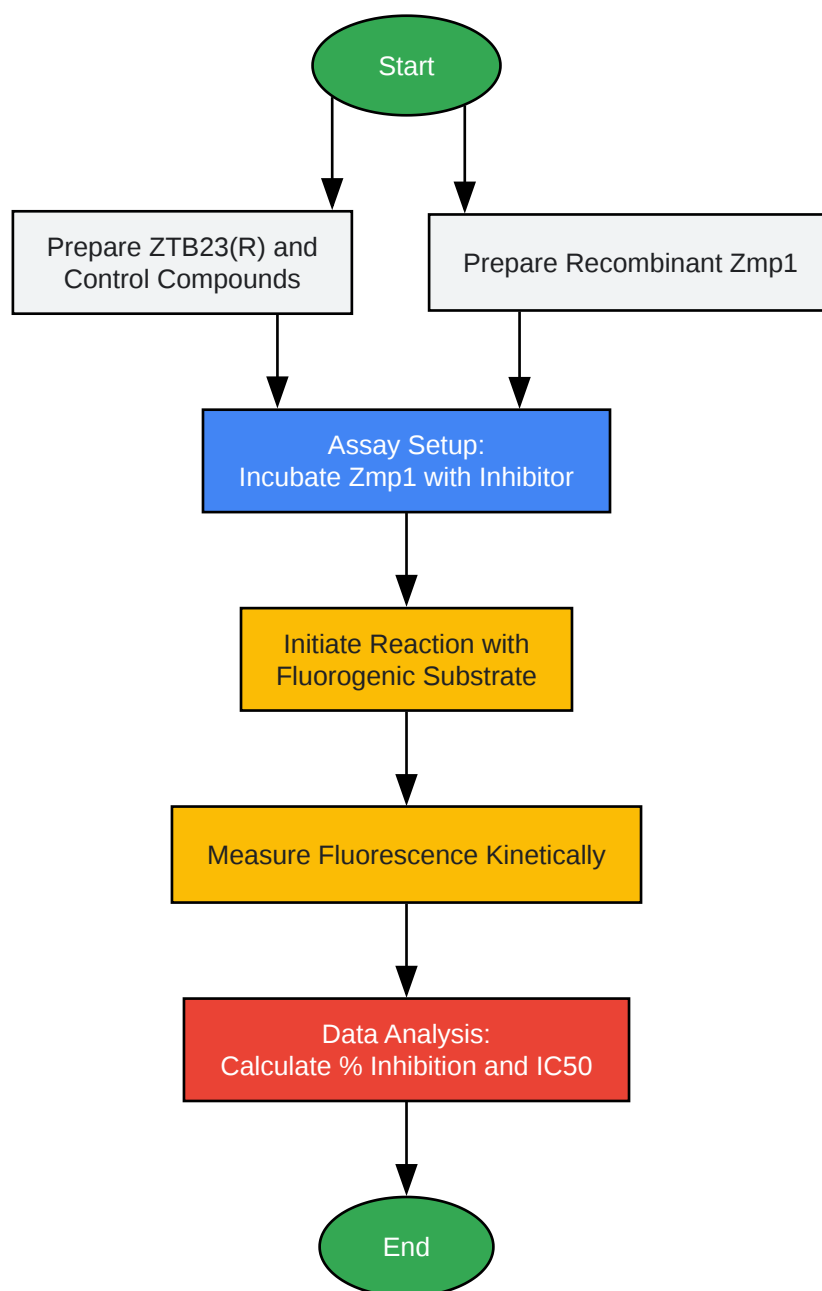 Start
Prepare ZTB23(R) and
Control Compounds
Prepare Recombinant Zmp1
Assay Setup:
Incubate Zmp1 with Inhibitor
Initiate Reaction with
Fluorogenic Substrate
Measure Fluorescence Kinetically
Data Analysis:
Calculate % Inhibition and IC50
End